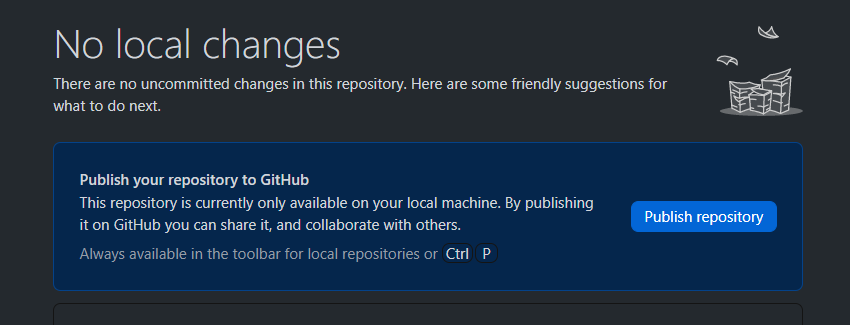 No local changes
There are no uncommitted changes in this repository. Here are some friendly suggestions for
what to do next.
Publish your repository to GitHub
This repository is currently only available on your local machine. By publishing
it on GitHub you can share it, and collaborate with others.
Publish repository
Always available in the toolbar for local repositories or Ctrl P